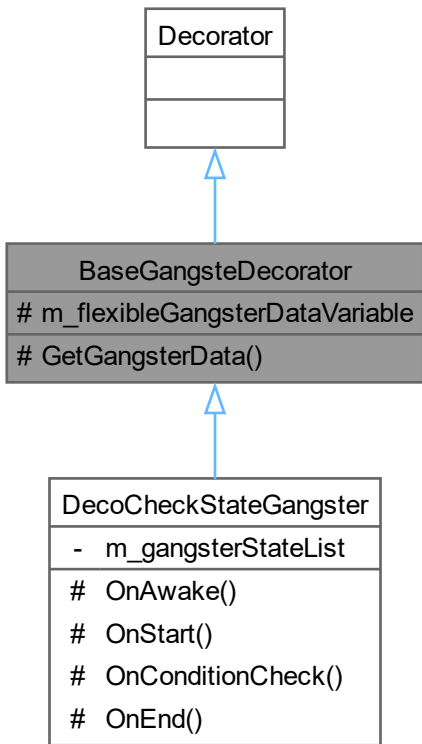 Decorator
BaseGangsteDecorator
# m_flexibleGangsterDataVariable
# GetGangsterData()
DecoCheckStateGangster
- m_gangsterStateList
# OnAwake()
# OnStart()
# OnConditionCheck()
# OnEnd()